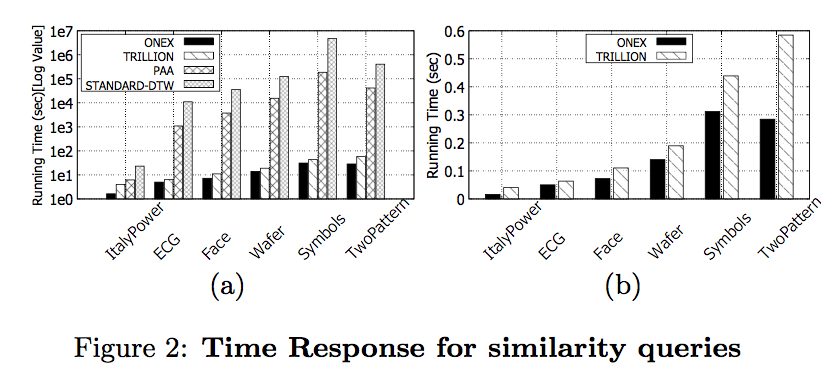 Running Time (sec)[Log Value]
1e7
1e6
1e5
1e4
1e3
1e2
1e1
1e0
ONEX
TRILLION
PAA
STANDARD-DTW
ItalyPower
ECG
Face
Wafer
Symbols
TwoPattern
(a)
Running Time (sec)
0.6
0.5
0.4
0.3
0.2
0.1
0
ONEX
TRILLION
ItalyPower
ECG
Face
Wafer
Symbols
TwoPattern
(b)
Figure 2: Time Response for similarity queries